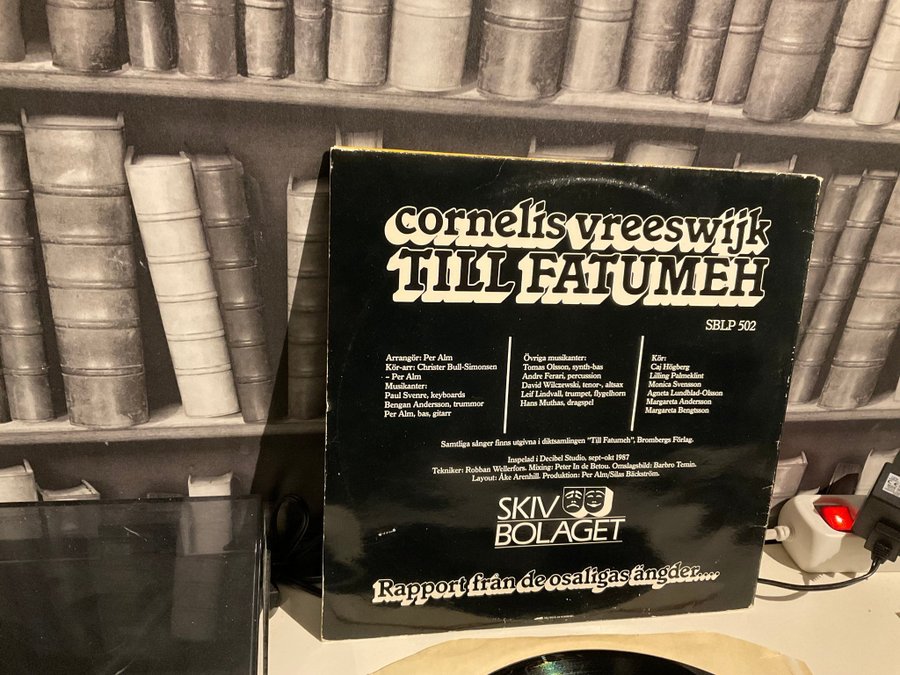 cornelis vreeswijk
TILL FATUMEH
SBLP 502
Arrangör: Per Alm
Kör-arr: Christer Bull-Simonsen
– Per Alm
Musikanter:
Paul Svenre, keyboards
Bengan Andersson, trummor
Per Alm, bas, gitarr
Övriga musikanter:
Tomas Olsson, synth-bas
Andre Ferari, percussion
David Wilczewski, tenor-, altsax
Leif Lindvall, trumpet, flygelhorn
Hans Muthas, dragspel
Kör:
Caj Högberg
Lilling Palmeklint
Monica Svensson
Agneta Lundblad-Olsson
Margareta Andersson
Margareta Bengtsson
Samtliga sånger finns utgivna i diktsamlingen "Till Fatumeh", Brombergs Förlag.
Inspelad i Decibel Studio, sept–okt 1987
Tekniker: Robban Wellerfors. Mixing: Peter In de Betou. Omslagsbild: Barbro Temin.
Layout: Åke Arenhill. Produktion: Per Alm/Silas Bäckström.
SKIV
BOLAGET
Rapport från de osaligas ängder....